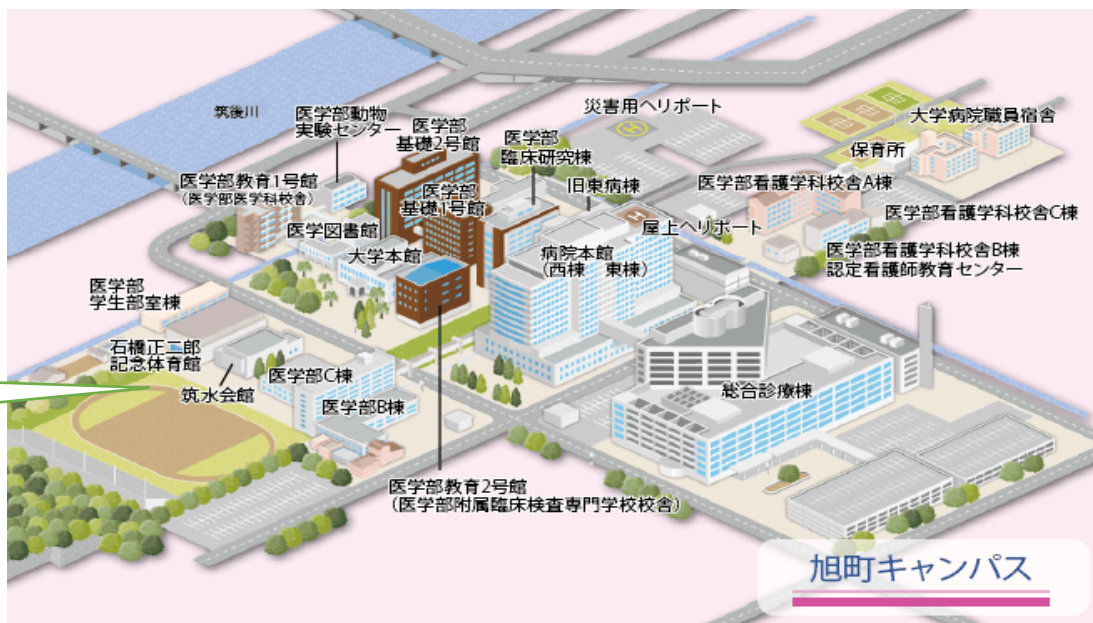 筑後川
医学部動物
実験センター
医学部
基礎2号館
医学部
臨床研究棟
災害用ヘリポート
大学病院職員宿舎
保育所
医学部教育1号館
(医学部医学科校舎)
医学部
基礎1号館
旧東病棟
医学部看護学科校舎A棟
医学部看護学科校舎C棟
医学図書館
大学本館
病院本館
(西棟 東棟)
屋上ヘリポート
医学部看護学科校舎B棟
認定看護師教育センター
医学部
学生部室棟
石橋正二郎
記念体育館
筑水会館
医学部C棟
医学部B棟
総合診療棟
医学部教育2号館
(医学部附属臨床検査専門学校校舎)
旭町キャンパス
H
H